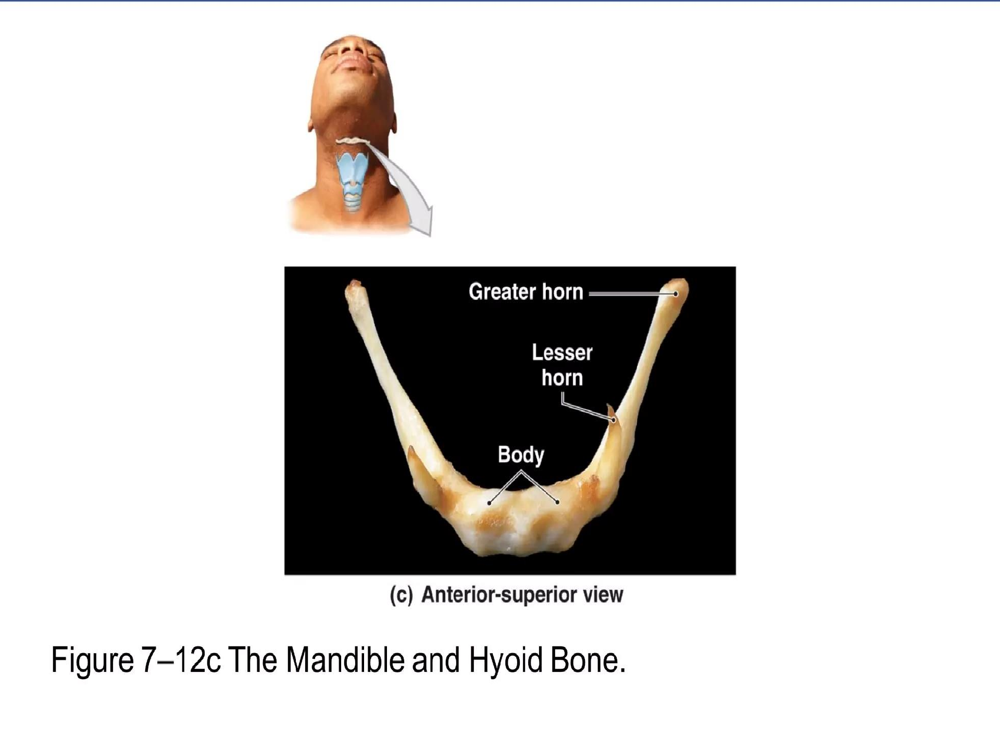 Greater horn
Lesser
horn
Body
(c) Anterior-superior view
Figure 7–12c The Mandible and Hyoid Bone.